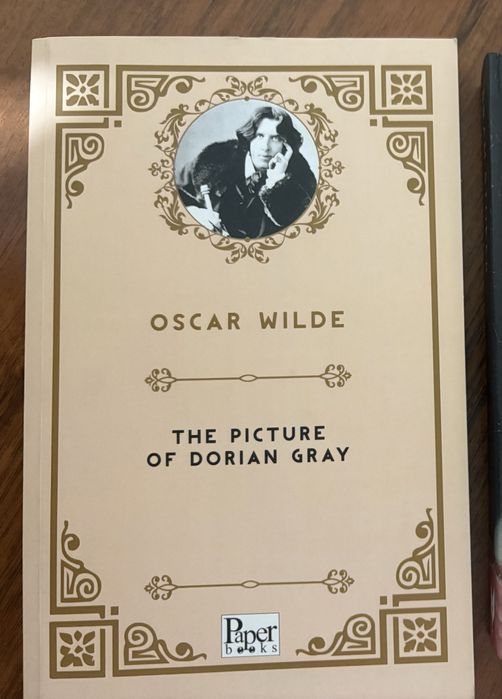 OSCAR WILDE
THE PICTURE
OF DORIAN GRAY
Paper
books